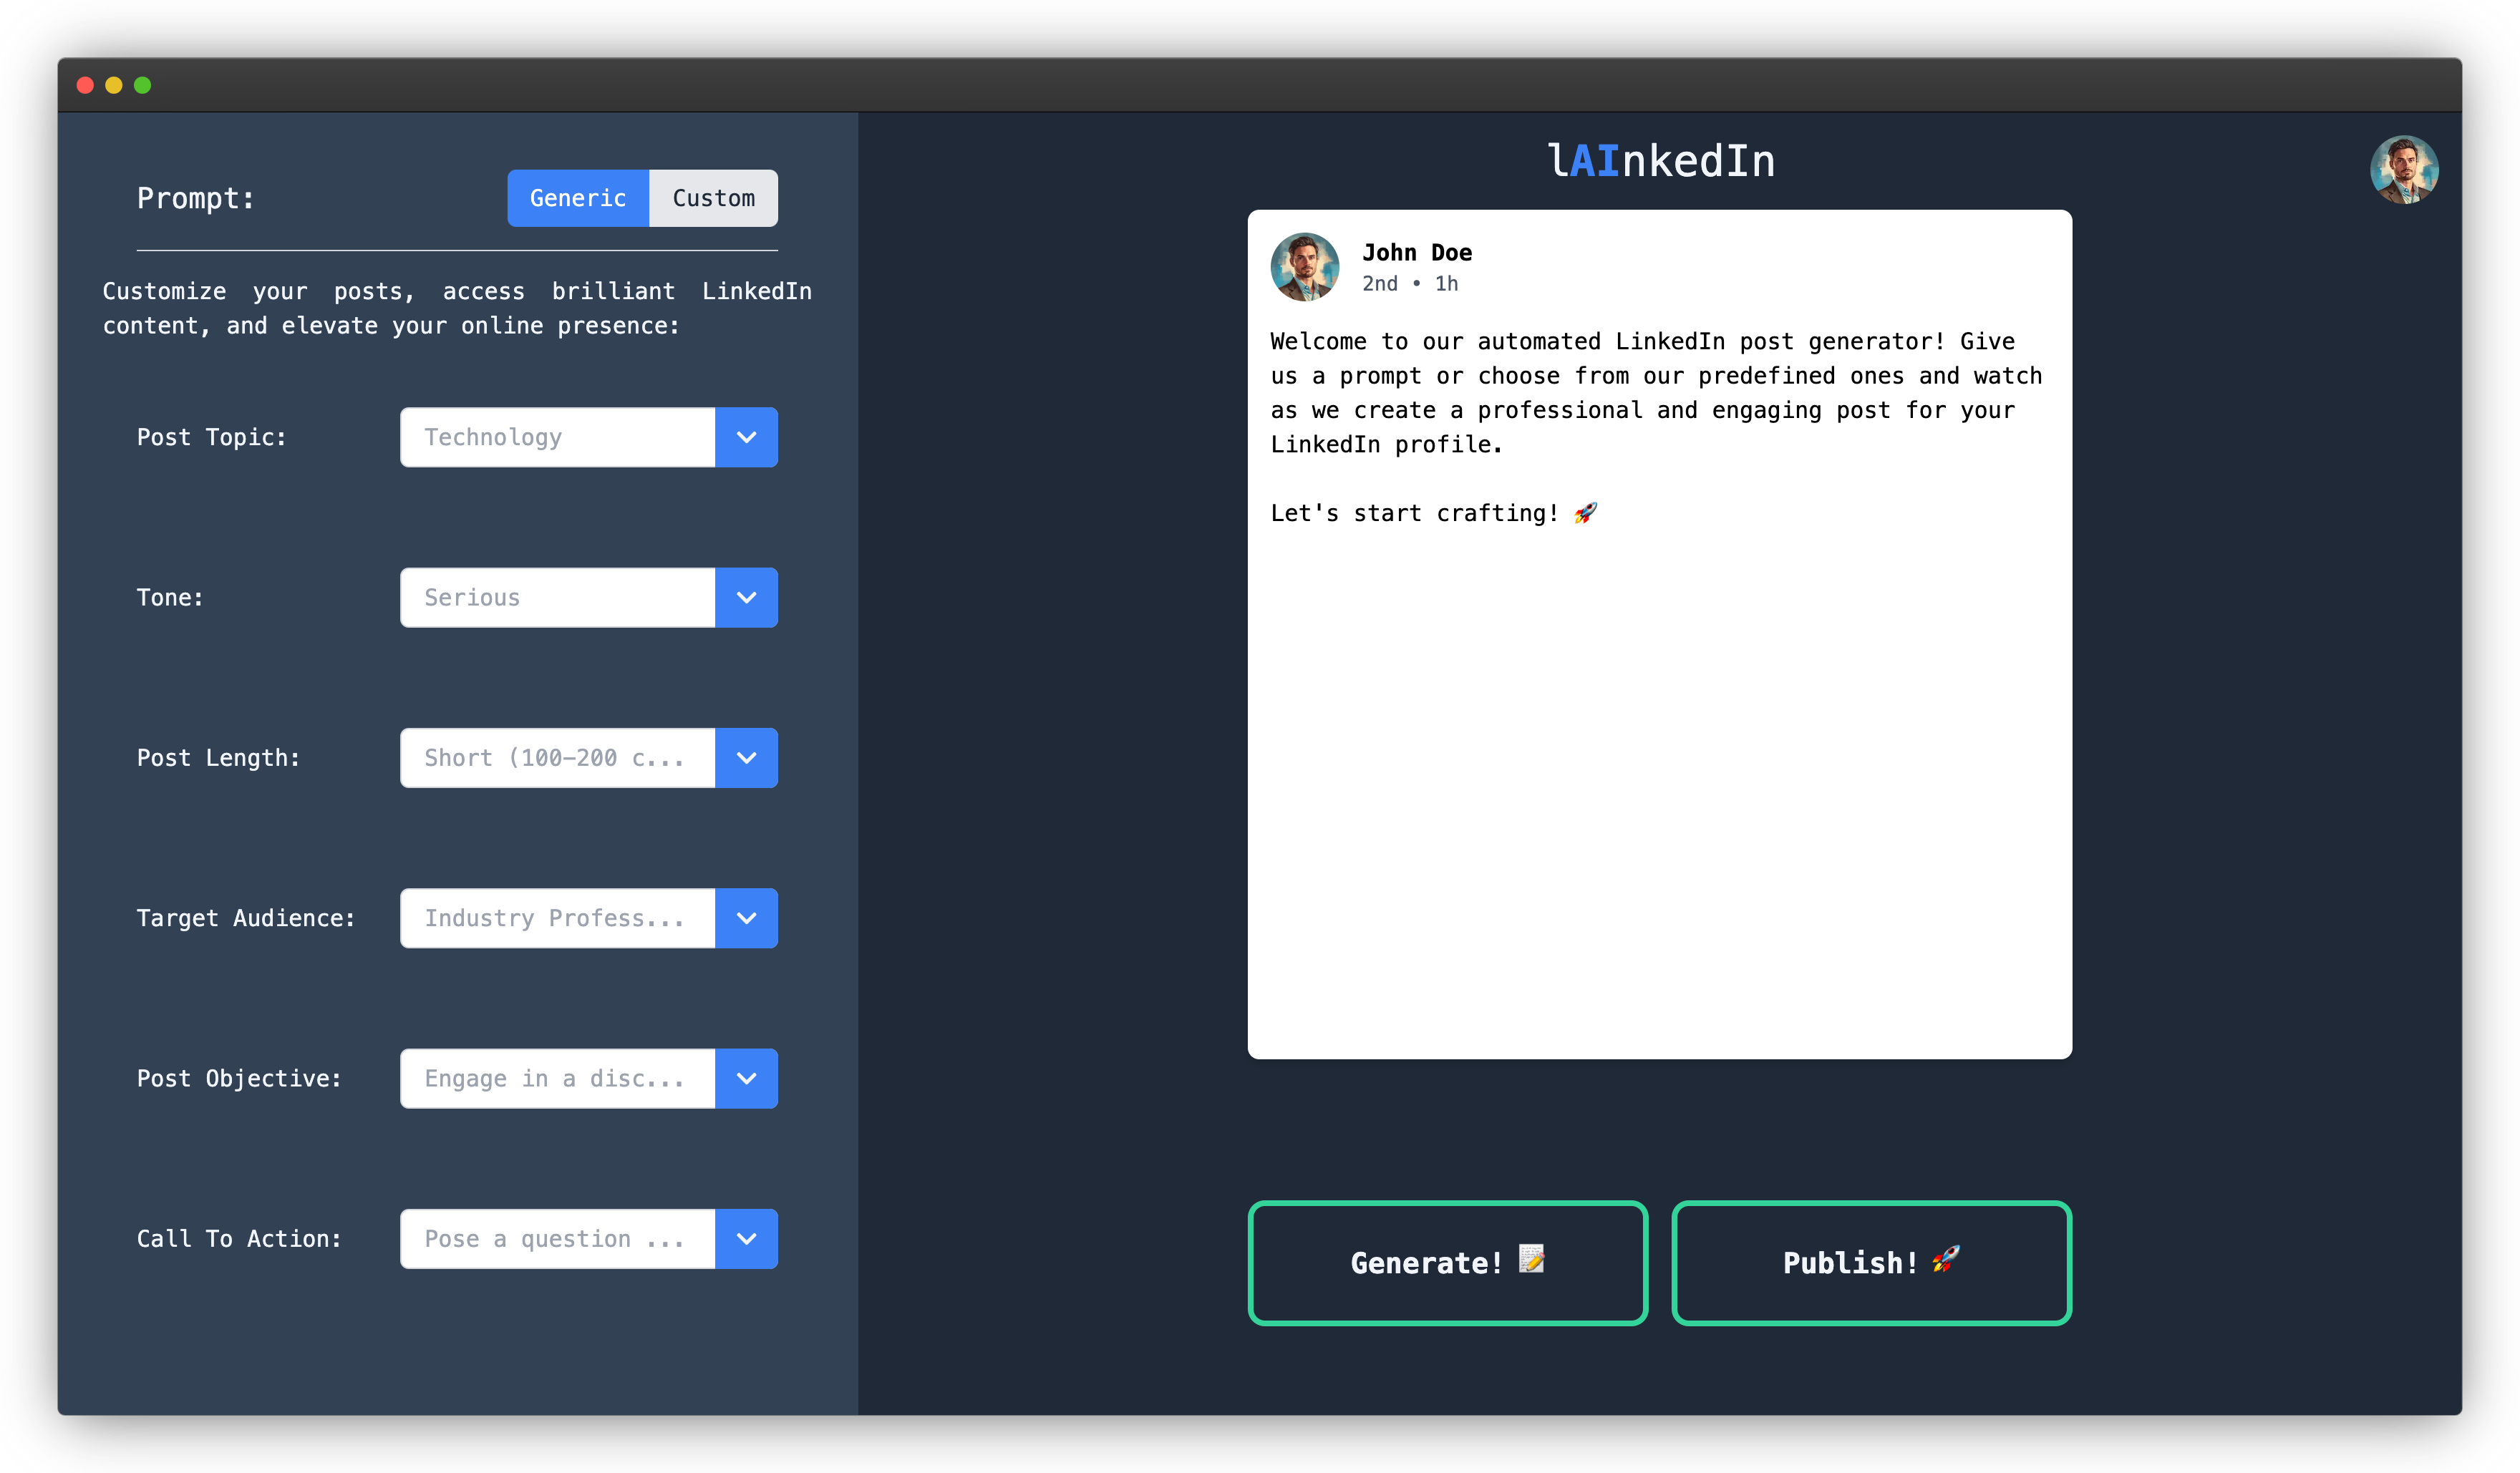 Prompt:
Generic
Custom
Customize your posts, access brilliant LinkedIn
content, and elevate your online presence:
Post Topic:
Technology
Tone:
Serious
Post Length:
Short (100-200 c...
Target Audience:
Industry Profess...
Post Objective:
Engage in a disc...
Call To Action:
Pose a question ...
lAInkedIn
John Doe
2nd • 1h
Welcome to our automated LinkedIn post generator! Give
us a prompt or choose from our predefined ones and watch
as we create a professional and engaging post for your
LinkedIn profile.
Let's start crafting! 🚀
Generate! 📝
Publish! 🚀